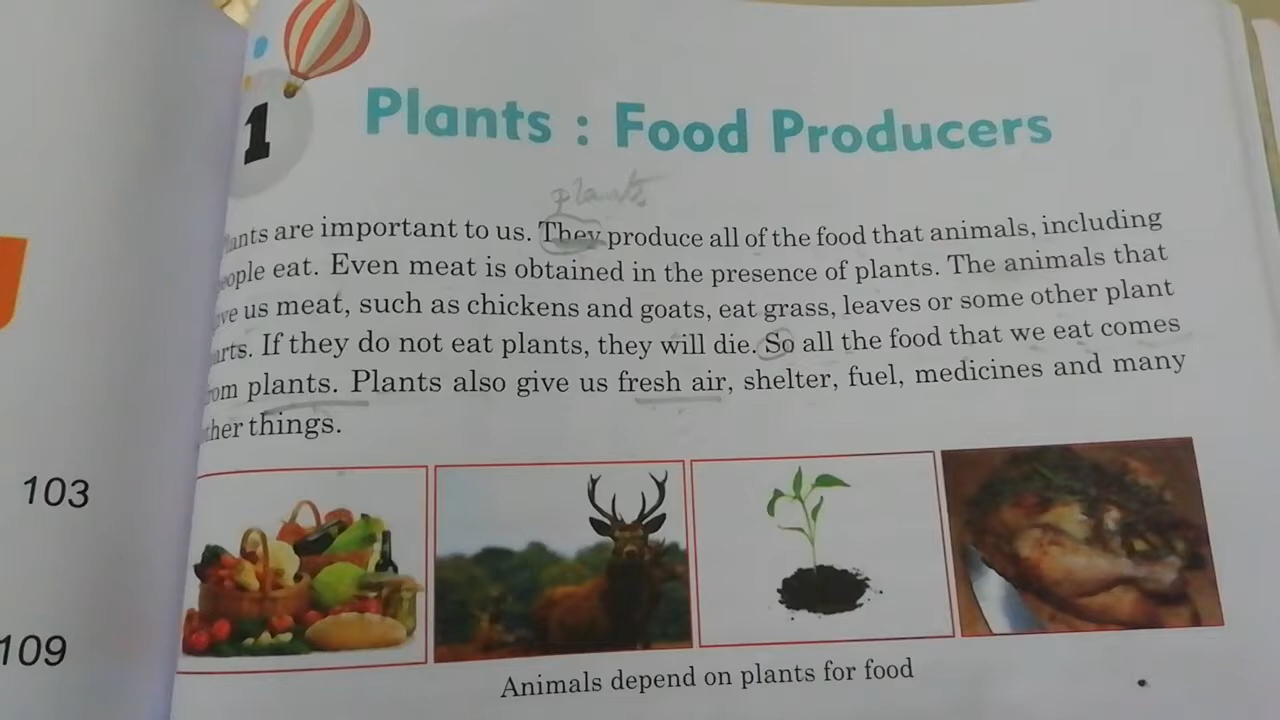 1
Plants : Food Producers
plants
lants are important to us. They produce all of the food that animals, including
ople eat. Even meat is obtained in the presence of plants. The animals that
ve us meat, such as chickens and goats, eat grass, leaves or some other plant
arts. If they do not eat plants, they will die. So all the food that we eat comes
om plants. Plants also give us fresh air, shelter, fuel, medicines and many
ther things.
103
109
Animals depend on plants for food